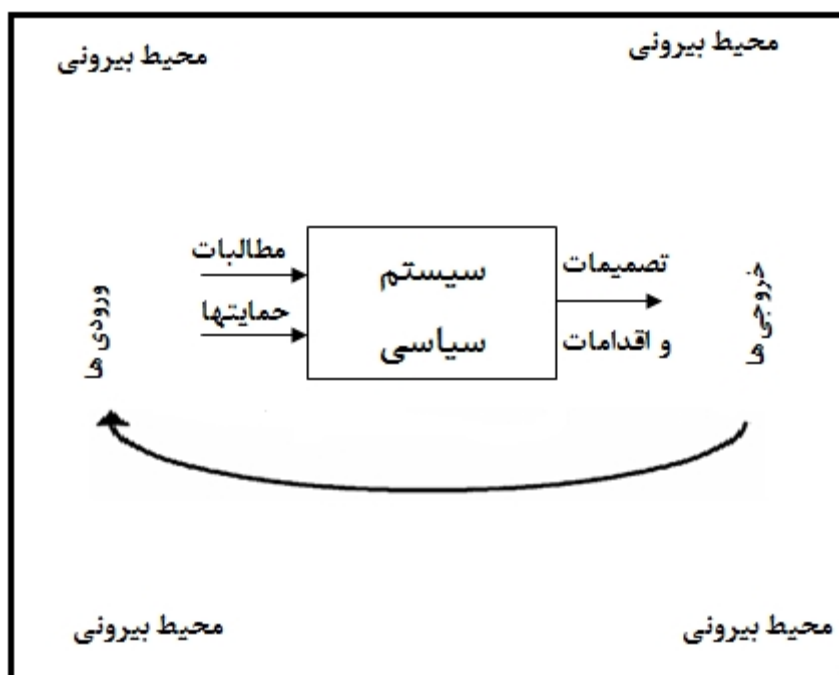 محیط بیرونی
محیط بیرونی
مطالبات
حمایتها
سیستم
سیاسی
تصمیمات
و اقدامات
ورودی ها
خروجی ها
محیط بیرونی
محیط بیرونی